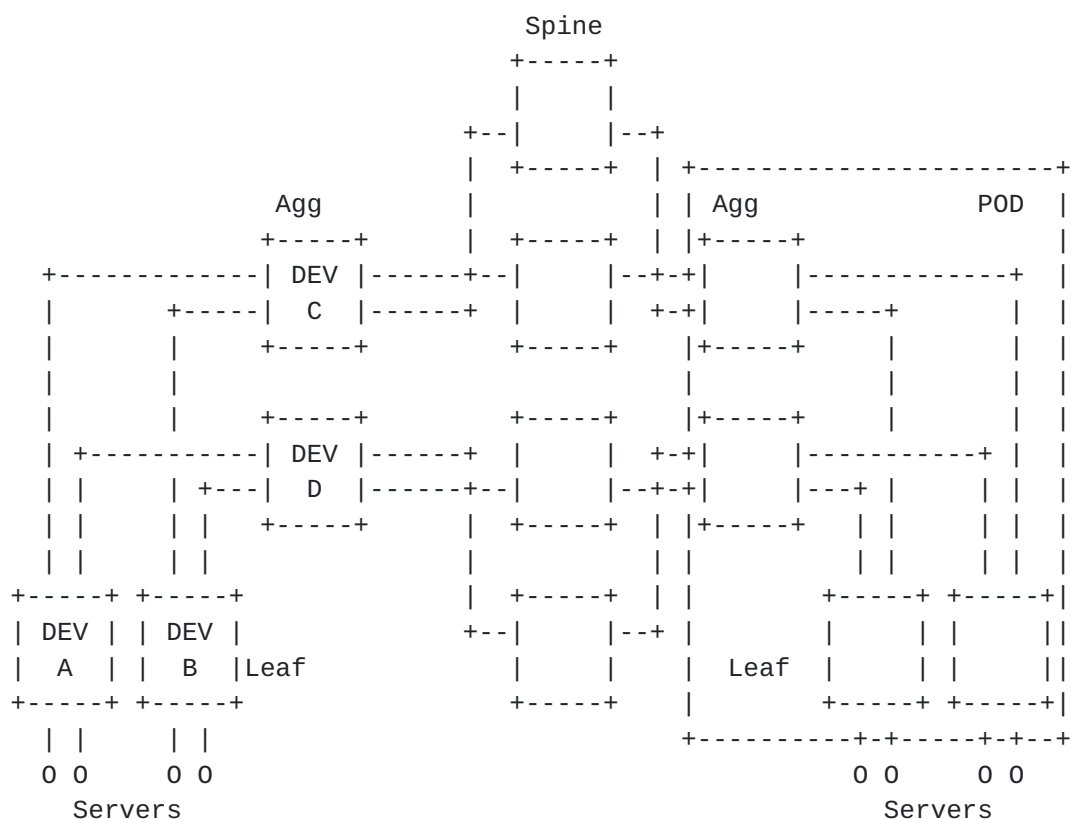 Spine
Agg
Agg POD
DEV
C
DEV
D
DEV DEV
A B Leaf Leaf
O O O O O O O O
Servers Servers